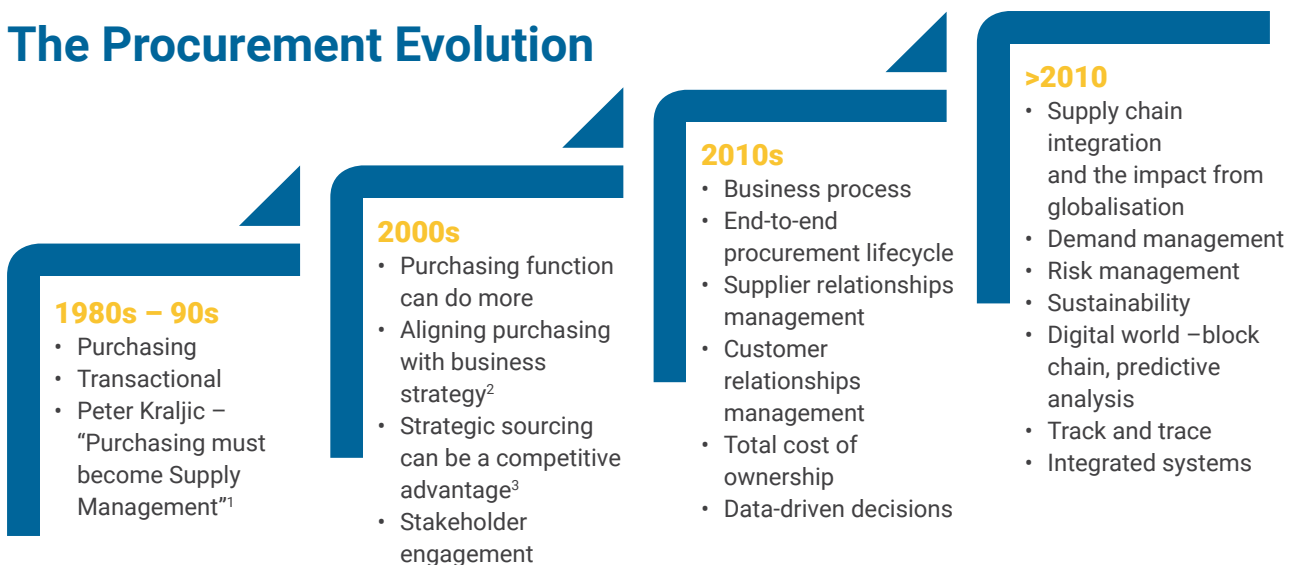 The Procurement Evolution
1980s – 90s
• Purchasing
• Transactional
• Peter Kraljic –
“Purchasing must
become Supply
Management”1
2000s
• Purchasing function
can do more
• Aligning purchasing
with business
strategy2
• Strategic sourcing
can be a competitive
advantage3
• Stakeholder
engagement
2010s
• Business process
• End-to-end
procurement lifecycle
• Supplier relationships
management
• Customer
relationships
management
• Total cost of
ownership
• Data-driven decisions
>2010
• Supply chain
integration
and the impact from
globalisation
• Demand management
• Risk management
• Sustainability
• Digital world –block
chain, predictive
analysis
• Track and trace
• Integrated systems